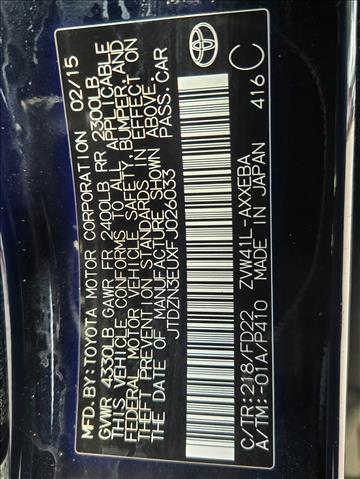 MFD.BY:TOYOTA MOTOR CORPORATION 02/15
GVWR 4330LB GAWR FR 2400LB RR 2300LB
THIS VEHICLE CONFORMS TO ALL APPLICABLE
FEDERAL MOTOR VEHICLE SAFETY, BUMPER, AND
THEFT PREVENTION STANDARDS IN EFFECT ON
THE DATE OF MANUFACTURE SHOWN ABOVE.
JTDZN3EUXFJ026033 PASS.CAR
C/TR:218/FD22 ZVW41L-AXXEBA
A/TM:-01A/P410 MADE IN JAPAN 416 C
TOYOTA